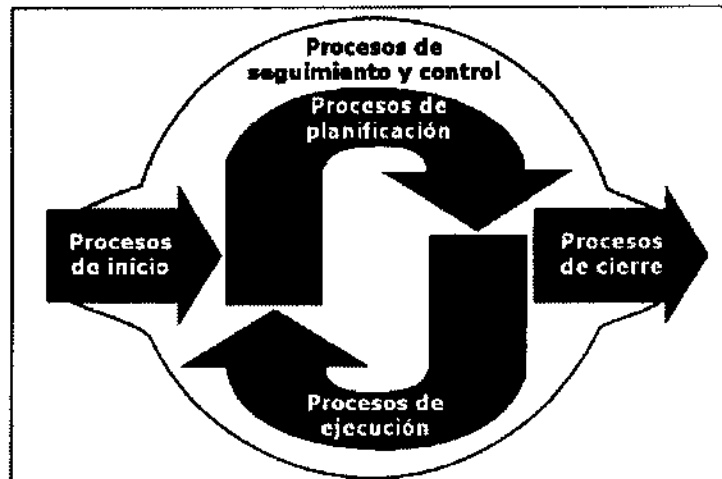 Procesos de
seguimiento y control
Procesos de
planificación
Procesos
de inicio
Procesos
de cierre
Procesos de
ejecución